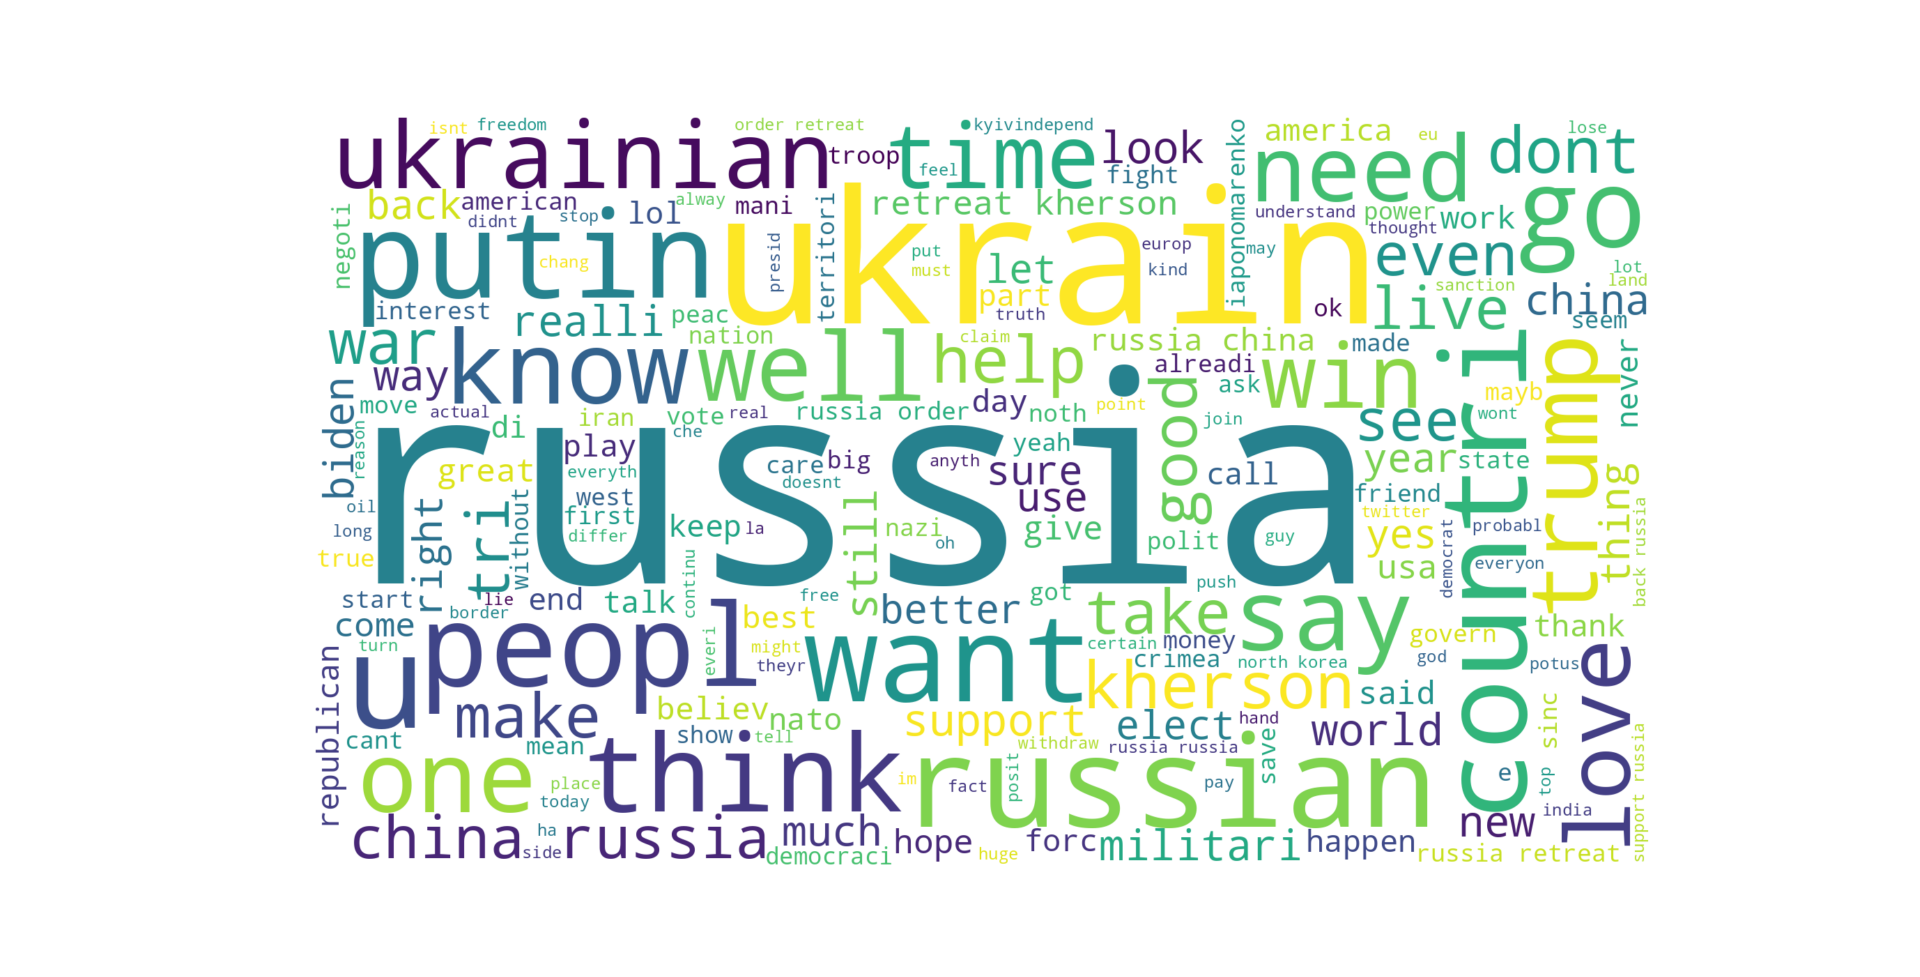 isnt
freedom
order retreat
kyivindepend
america
eu
lose
ukrainian
troop
time
feel
look
fight
iaponomarenko
need
dont
back
american
didnt
stop
lol
alway
mani
territori
retreat kherson
understand
power
thought
work
go
negoti
putin
chang
presid
ukrain
put
must
let
part
truth
europ
kind
may
ok
even
live
sanction
lot
land
china
seem
interest
realli
peac
nation
war
way
know
well
claim
help
russia china
alreadi
made
win
ask
countri
trump
never
mayb
wont
biden
move
actual
reason
di
iran
play
vote
che
real
russia order
day
noth
yeah
point
good
join
see
year
state
great
everyth
west
first
differ
without
russia
care
doesnt
big
anyth
sure
use
give
nazi
oh
still
keep
la
call
polit
guy
friend
twitter
yes
usa
democrat
probabl
everyon
thing
back russia
oil
long
true
right
tri
start
border
lie
end
talk
continu
free
got
push
come
turn
u
peopl
everi
best
might
theyr
better
want
take
certain
money
crimea
north korea
say
govern
god
thank
potus
love
republican
cant
make
mean
believ
nato
show
tell
support
kherson
said
elect
hand
withdraw
russia russia
save
world
sinc
support russia
one
place
today
think
im
fact
russian
posit
pay
e
top
india
new
china russia
ha
side
much
democraci
hope
huge
forc
militari
happen
russia retreat